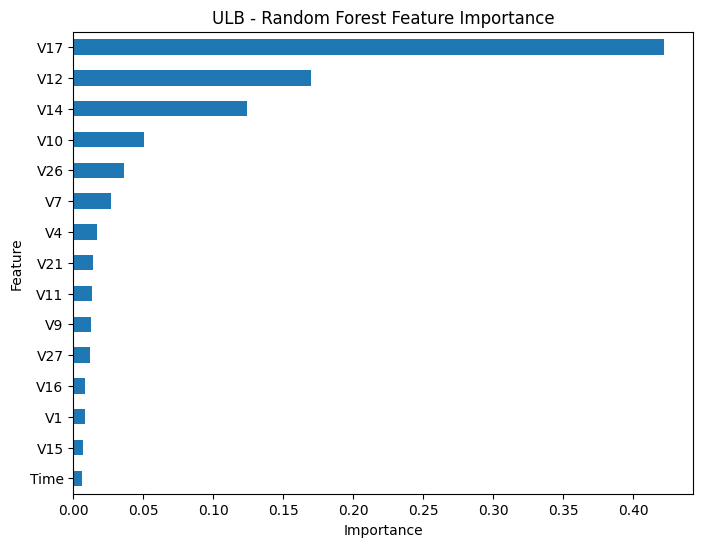 ULB - Random Forest Feature Importance
V17
V12
V14
V10
V26
V7
V4
V21
V11
V9
V27
V16
V1
V15
Time
Feature
0.00 0.05 0.10 0.15 0.20 0.25 0.30 0.35 0.40
Importance